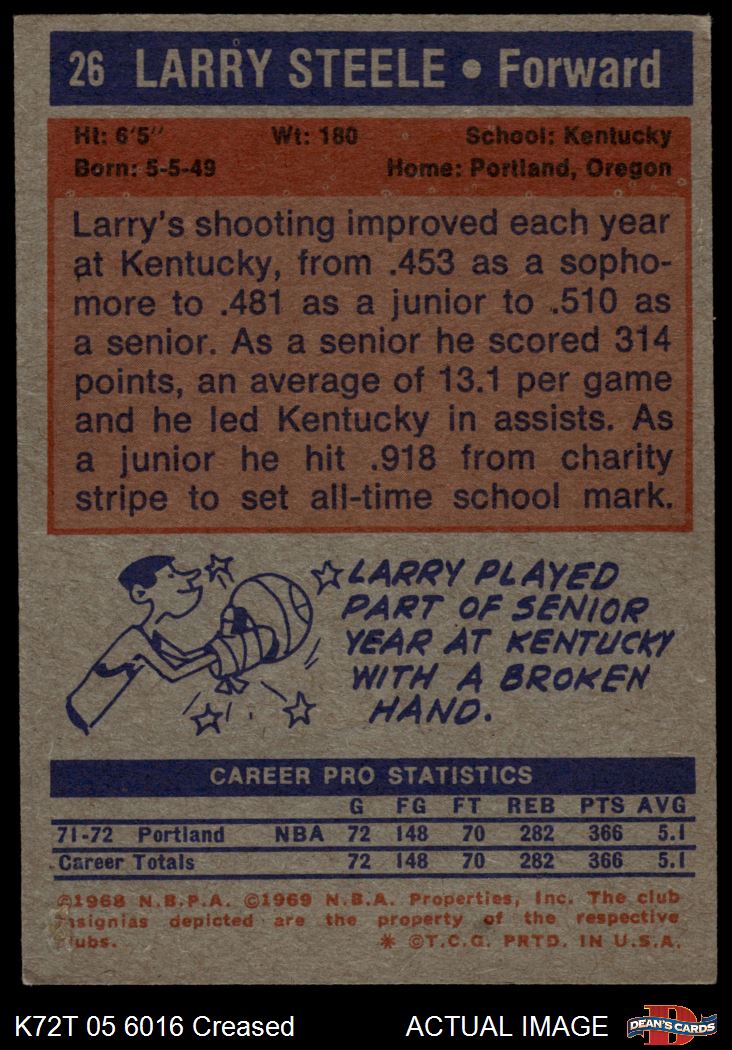 26 LARRY STEELE • Forward
Ht: 6'5" Wt: 180 School: Kentucky
Born: 5-5-49 Home: Portland, Oregon
Larry's shooting improved each year
at Kentucky, from .453 as a sopho-
more to .481 as a junior to .510 as
a senior. As a senior he scored 314
points, an average of 13.1 per game
and he led Kentucky in assists. As
a junior he hit .918 from charity
stripe to set all-time school mark.
LARRY PLAYED
PART OF SENIOR
YEAR AT KENTUCKY
WITH A BROKEN
HAND.
CAREER PRO STATISTICS
G FG FT REB PTS AVG
71-72 Portland NBA 72 148 70 282 366 5.1
Career Totals 72 148 70 282 366 5.1
©1968 N.B.P.A. ©1969 N.B.A. Properties, Inc. The club
insignias depicted are the property of the respective
clubs. * ©T.C.G. PRTD. IN U.S.A.
K72T 05 6016 Creased ACTUAL IMAGE DEAN'S CARDS